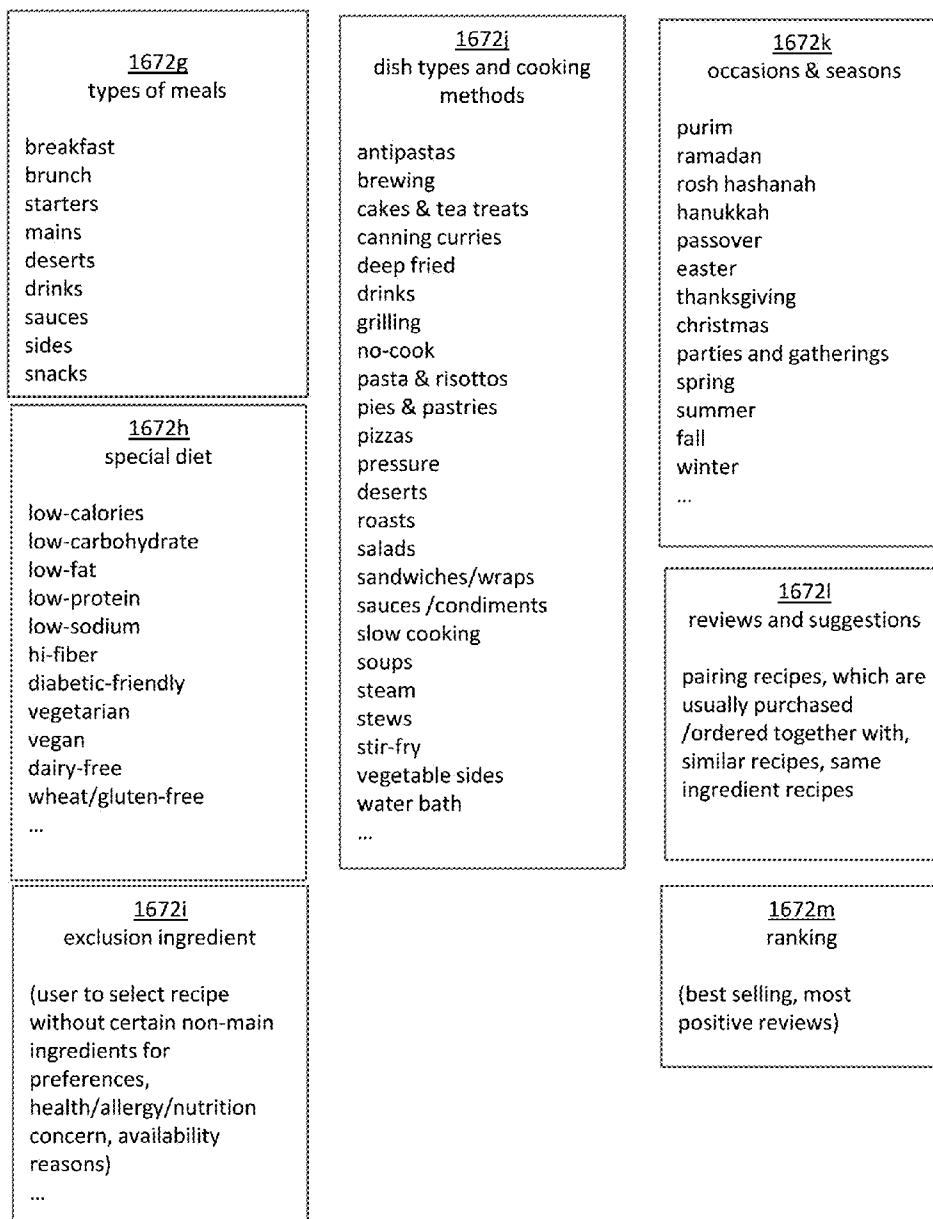 1672g
types of meals
breakfast
brunch
starters
mains
deserts
drinks
sauces
sides
snacks
1672h
special diet
low-calories
low-carbohydrate
low-fat
low-protein
low-sodium
hi-fiber
diabetic-friendly
vegetarian
vegan
dairy-free
wheat/gluten-free
...
1672i
exclusion ingredient
(user to select recipe
without certain non-main
ingredients for
preferences,
health/allergy/nutrition
concern, availability
reasons)
...
1672j
dish types and cooking
methods
antipastas
brewing
cakes & tea treats
canning curries
deep fried
drinks
grilling
no-cook
pasta & risottos
pies & pastries
pizzas
pressure
deserts
roasts
salads
sandwiches/wraps
sauces /condiments
slow cooking
soups
steam
stews
stir-fry
vegetable sides
water bath
...
1672k
occasions & seasons
purim
ramadan
rosh hashanah
hanukkah
passover
easter
thanksgiving
christmas
parties and gatherings
spring
summer
fall
winter
...
1672l
reviews and suggestions
pairing recipes, which are
usually purchased
/ordered together with,
similar recipes, same
ingredient recipes
1672m
ranking
(best selling, most
positive reviews)